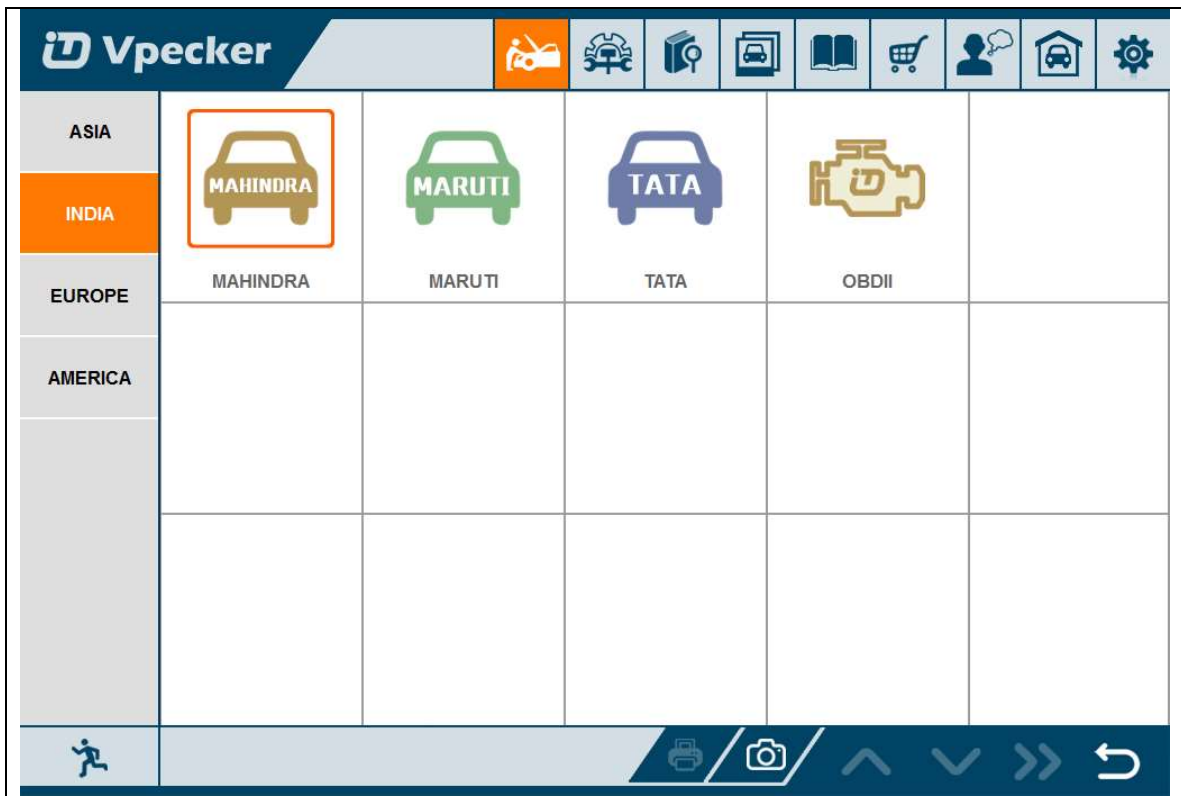 Vpecker
ASIA
INDIA
EUROPE
AMERICA
MAHINDRA
MARUTI
TATA
MAHINDRA
MARUTI
TATA
OBDII